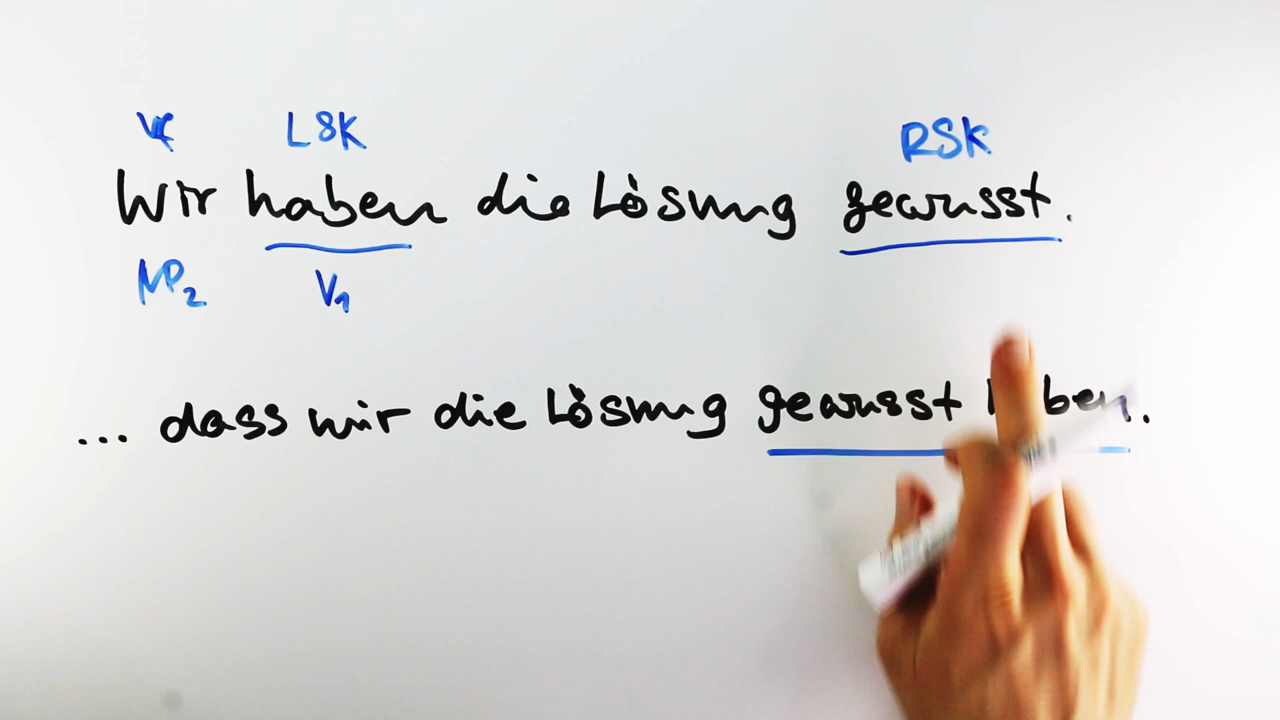 VF LSK RSK
Wir haben die Lösung gewusst.
NP2 V1
... dass wir die Lösung gewusst